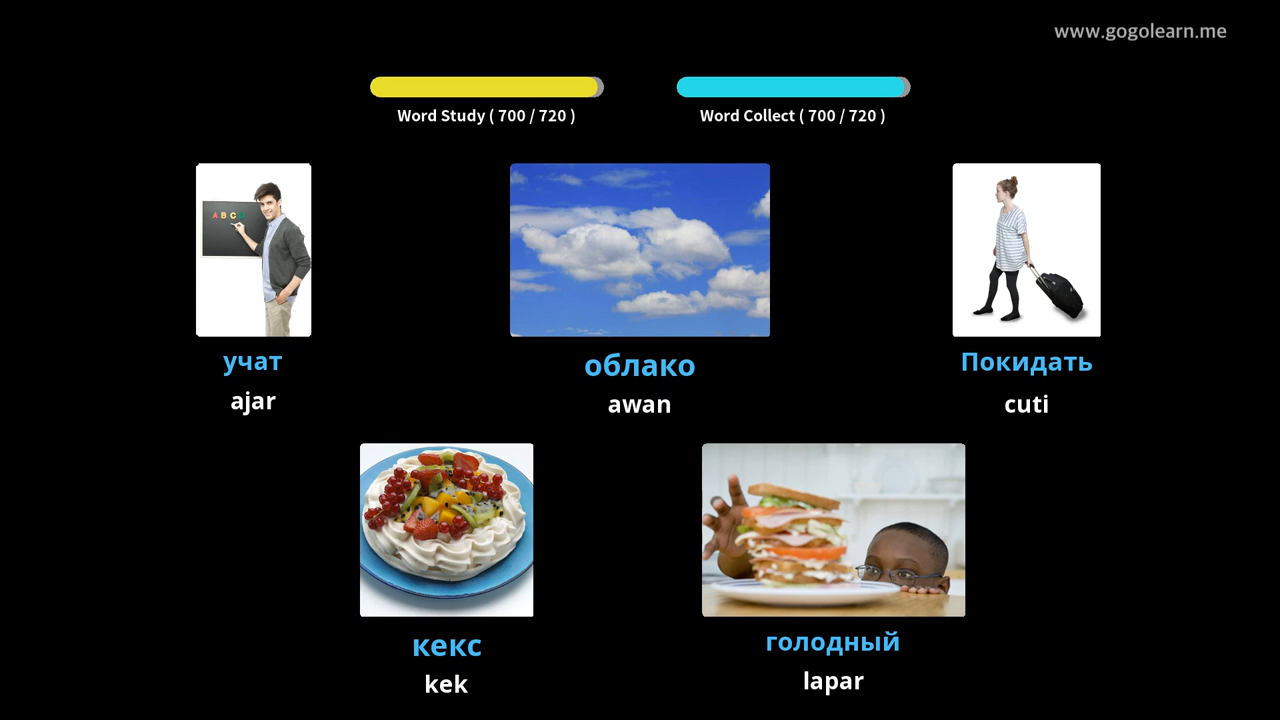 www.gogolearn.me
Word Study ( 700 / 720 )
Word Collect ( 700 / 720 )
A B C D
учат
ajar
облако
awan
Покидать
cuti
кекс
kek
голодный
lapar